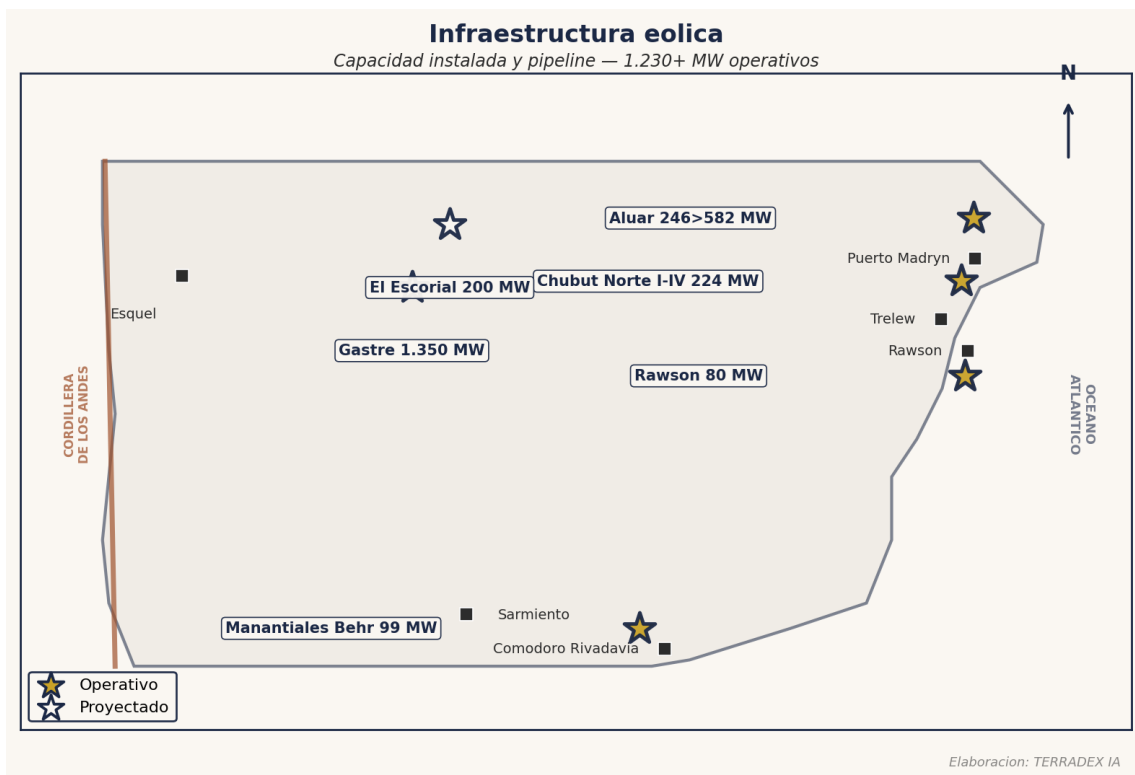 Infraestructura eolica
Capacidad instalada y pipeline — 1.230+ MW operativos
N
Aluar 246>582 MW
Puerto Madryn
Chubut Norte I-IV 224 MW
El Escorial 200 MW
Esquel
Trelew
Gastre 1.350 MW
Rawson
Rawson 80 MW
CORDILLERA
DE LOS ANDES
OCEANO
ATLANTICO
Sarmiento
Manantiales Behr 99 MW
Comodoro Rivadavia
Operativo
Proyectado
Elaboracion: TERRADEX IA